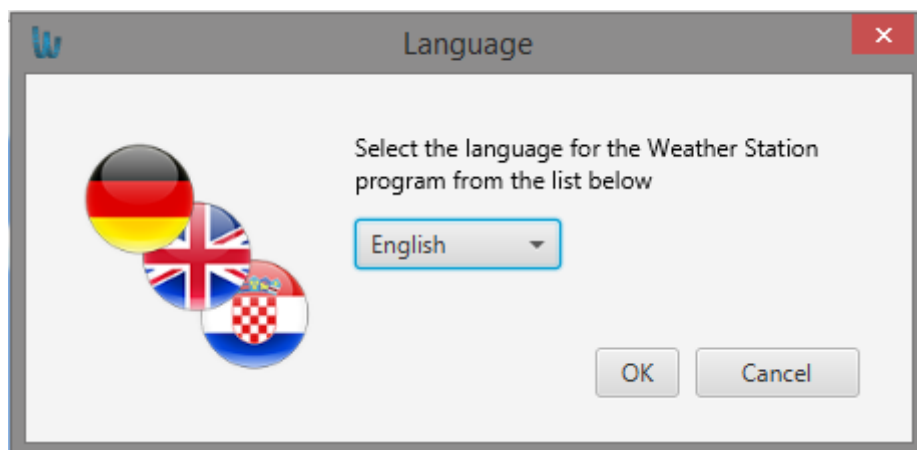 Language
Select the language for the Weather Station
program from the list below
English
OK
Cancel